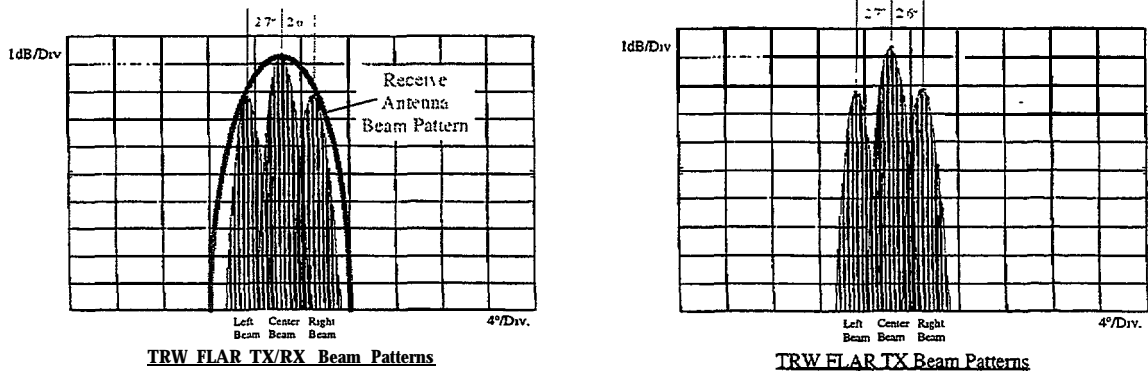 27° 26
1dB/Div
Receive
Antenna
Beam Pattern
Left
Beam
Center
Beam
Right
Beam
4°/Div.
TRW FLAR TX/RX Beam Patterns
27° 26°
1dB/Div
Left
Beam
Center
Beam
Right
Beam
4°/Div.
TRW FLAR TX Beam Patterns